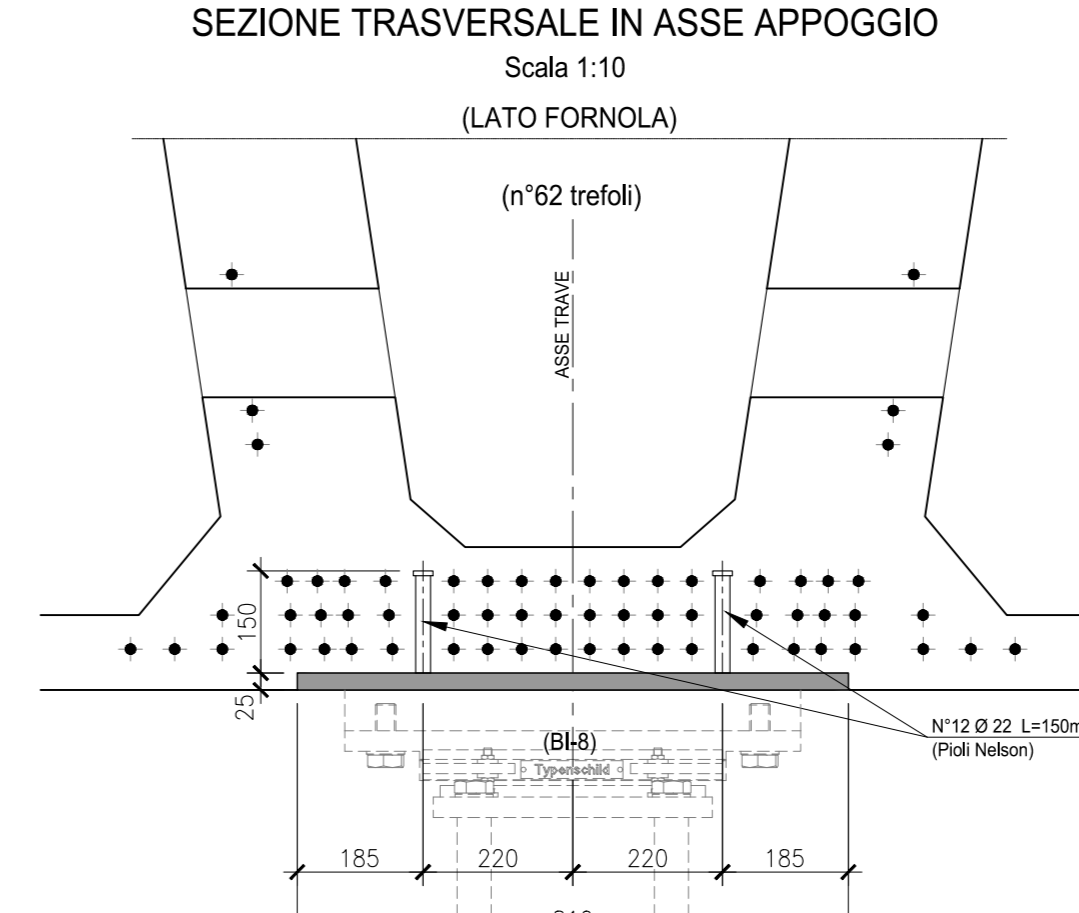 SEZIONE TRASVERSALE IN ASSE APPOGGIO
Scala 1:10
(LATO FORNOLA)
(n°62 trefoli)
ASSE TRAVE
150
25
N°12 Ø 22 L=150m
(Pioli Nelson)
(BI-8)
Typenschild
185 220 220 185